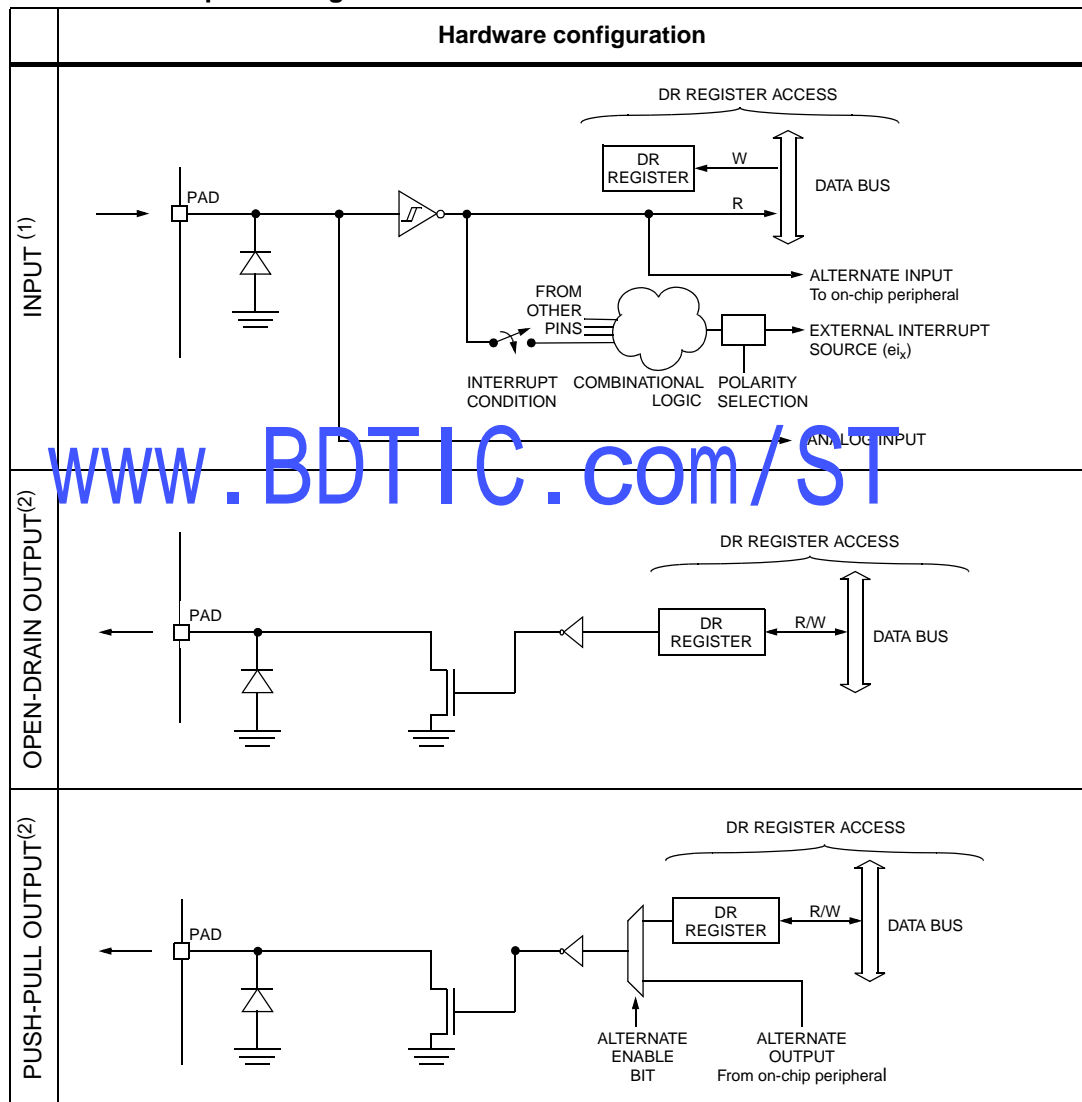 Hardware configuration
INPUT (1)
DR REGISTER ACCESS
DR
REGISTER
W
R
DATA BUS
PAD
ALTERNATE INPUT
To on-chip peripheral
FROM
OTHER
PINS
EXTERNAL INTERRUPT
SOURCE (eix)
INTERRUPT
CONDITION
COMBINATIONAL
LOGIC
POLARITY
SELECTION
ANALOG INPUT
www.BDTIC.com/ST
OPEN-DRAIN OUTPUT(2)
DR REGISTER ACCESS
PAD
DR
REGISTER
R/W
DATA BUS
PUSH-PULL OUTPUT(2)
DR REGISTER ACCESS
PAD
DR
REGISTER
R/W
DATA BUS
ALTERNATE
ENABLE
BIT
ALTERNATE
OUTPUT
From on-chip peripheral